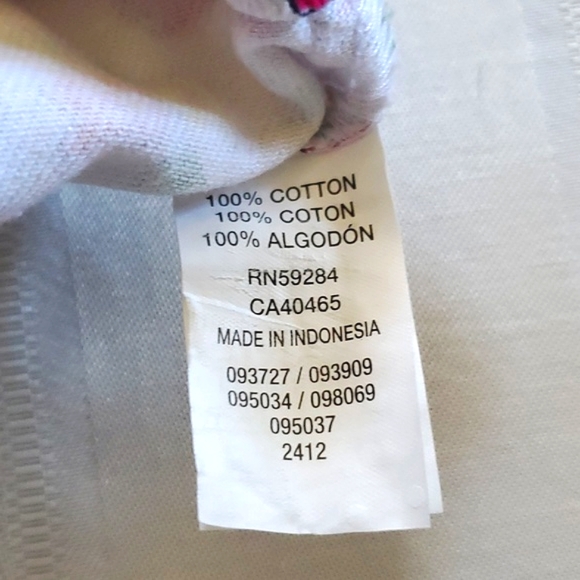 100% COTTON
100% COTON
100% ALGODÓN
RN59284
CA40465
MADE IN INDONESIA
093727 / 093909
095034 / 098069
095037
2412